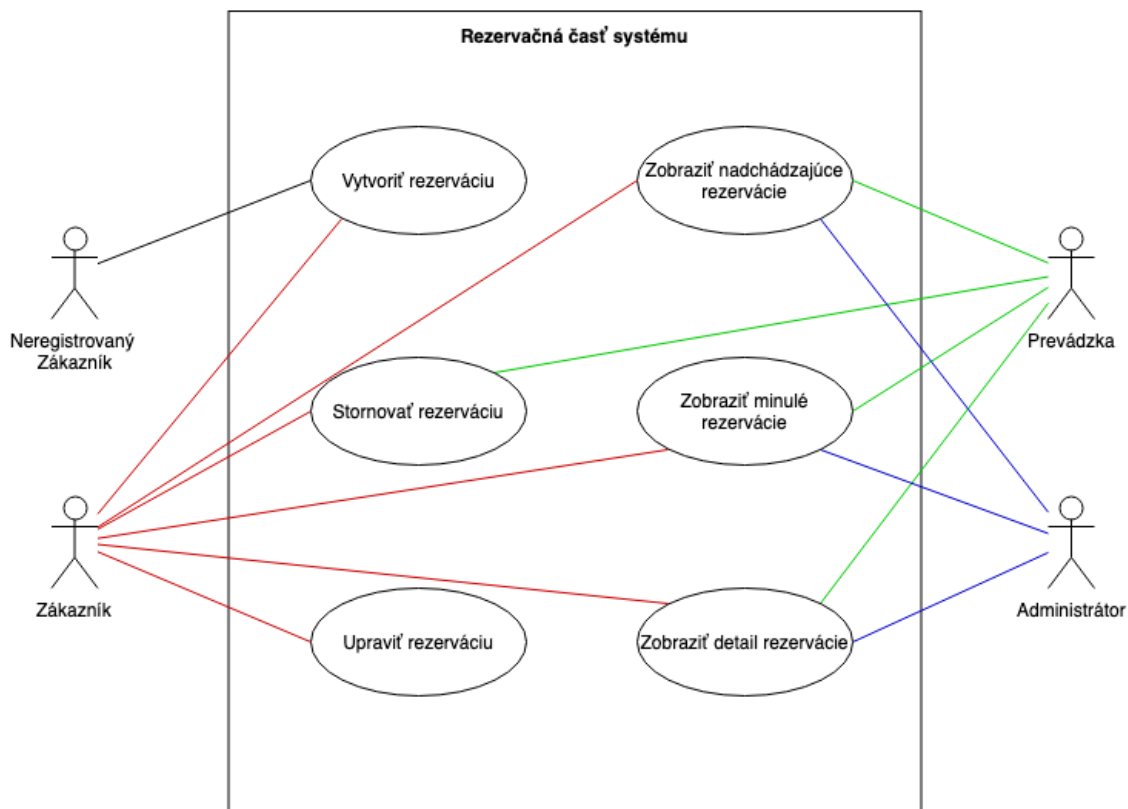 Rezervačná časť systému
Vytvoriť rezerváciu
Zobraziť nadchádzajúce
rezervácie
Neregistrovaný
Zákazník
Prevádzka
Stornovať rezerváciu
Zobraziť minulé
rezervácie
Zákazník
Administrátor
Upraviť rezerváciu
Zobraziť detail rezervácie